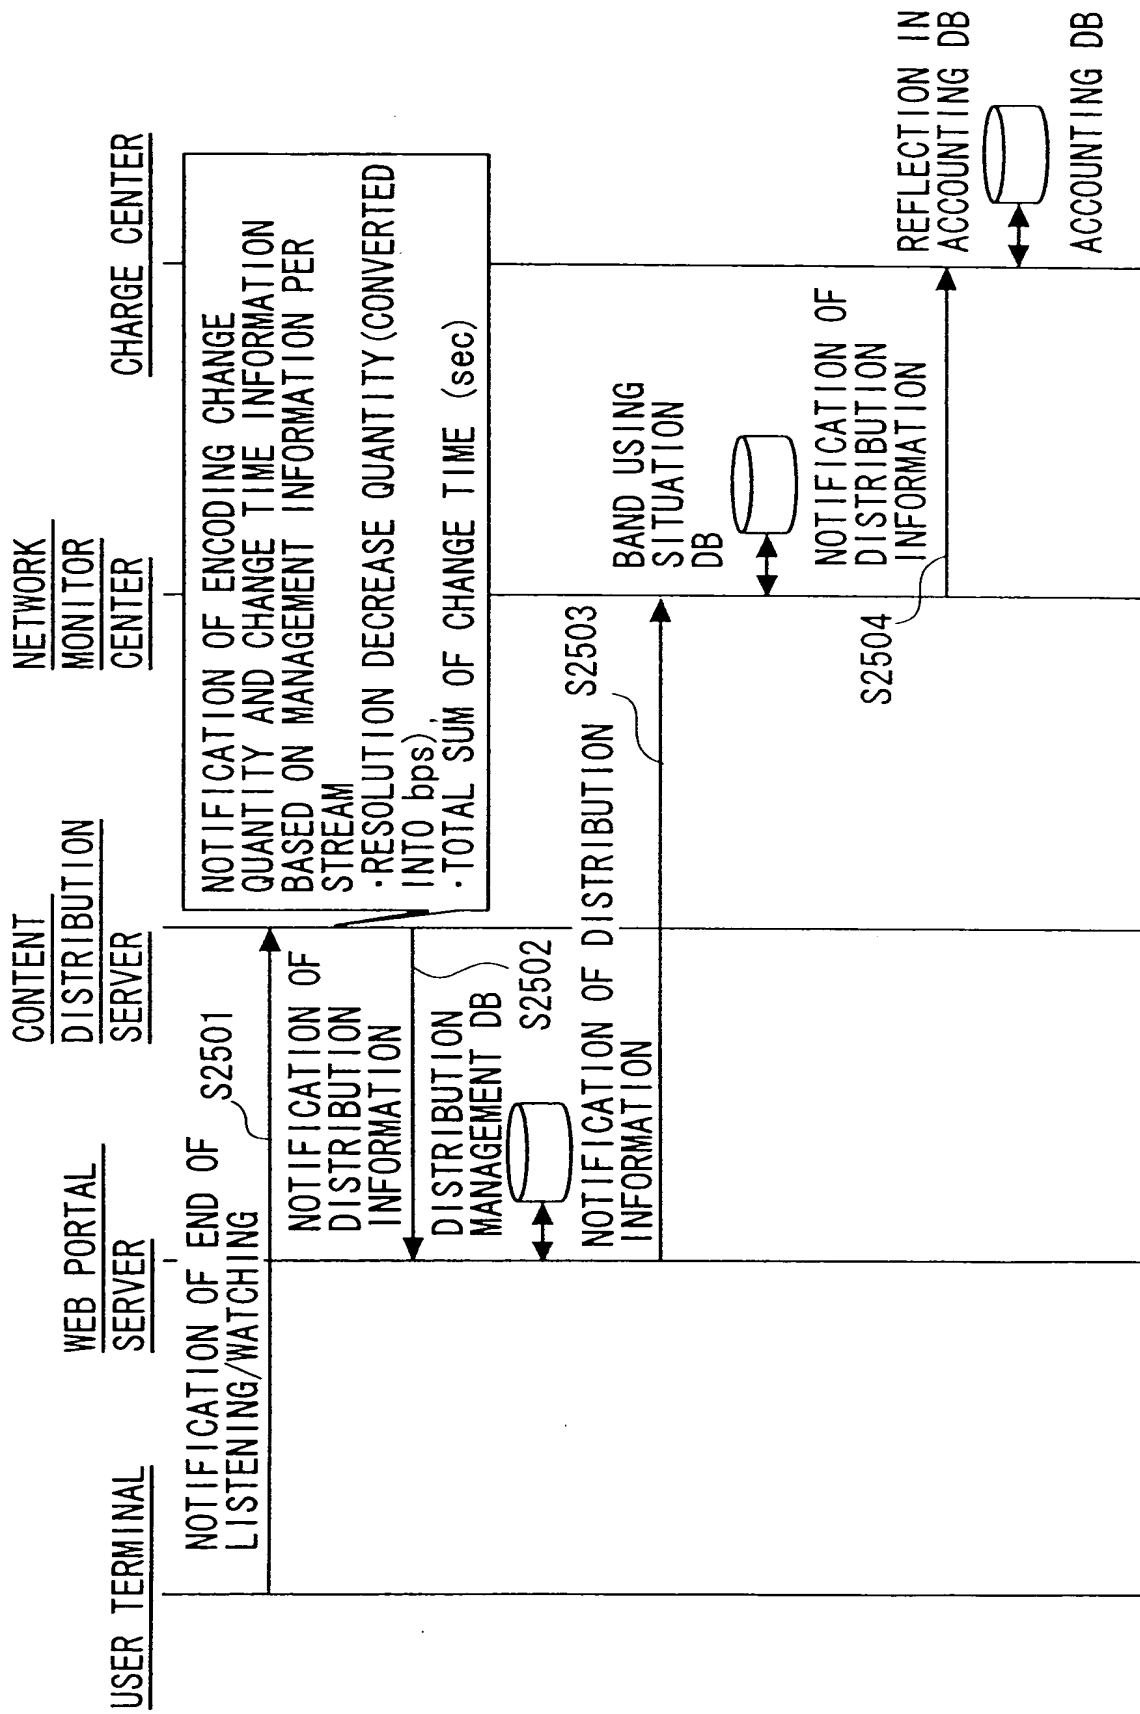 USER TERMINAL
WEB PORTAL
SERVER
CONTENT
DISTRIBUTION
SERVER
NETWORK
MONITOR
CENTER
CHARGE CENTER
NOTIFICATION OF END OF
LISTENING/WATCHING
S2501
NOTIFICATION OF ENCODING CHANGE
QUANTITY AND CHANGE TIME INFORMATION
BASED ON MANAGEMENT INFORMATION PER
STREAM
·RESOLUTION DECREASE QUANTITY(CONVERTED
INTO bps),
·TOTAL SUM OF CHANGE TIME (sec)
NOTIFICATION OF
DISTRIBUTION
INFORMATION
S2502
DISTRIBUTION
MANAGEMENT DB
NOTIFICATION OF DISTRIBUTION
INFORMATION
S2503
BAND USING
SITUATION
DB
NOTIFICATION OF
DISTRIBUTION
INFORMATION
S2504
REFLECTION IN
ACCOUNTING DB
ACCOUNTING DB